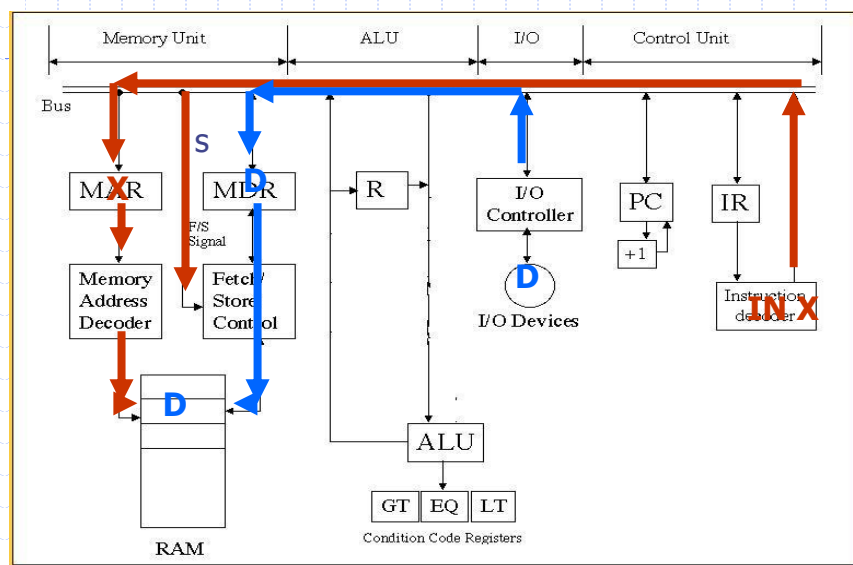 Memory Unit
ALU
I/O
Control Unit
Bus
S
MAR
X
MDR
D
R
I/O
Controller
PC
IR
F/S
Signal
+1
Memory
Address
Decoder
Fetch/
Store
Control
D
I/O Devices
Instruction
decoder
IN X
D
ALU
GT
EQ
LT
Condition Code Registers
RAM